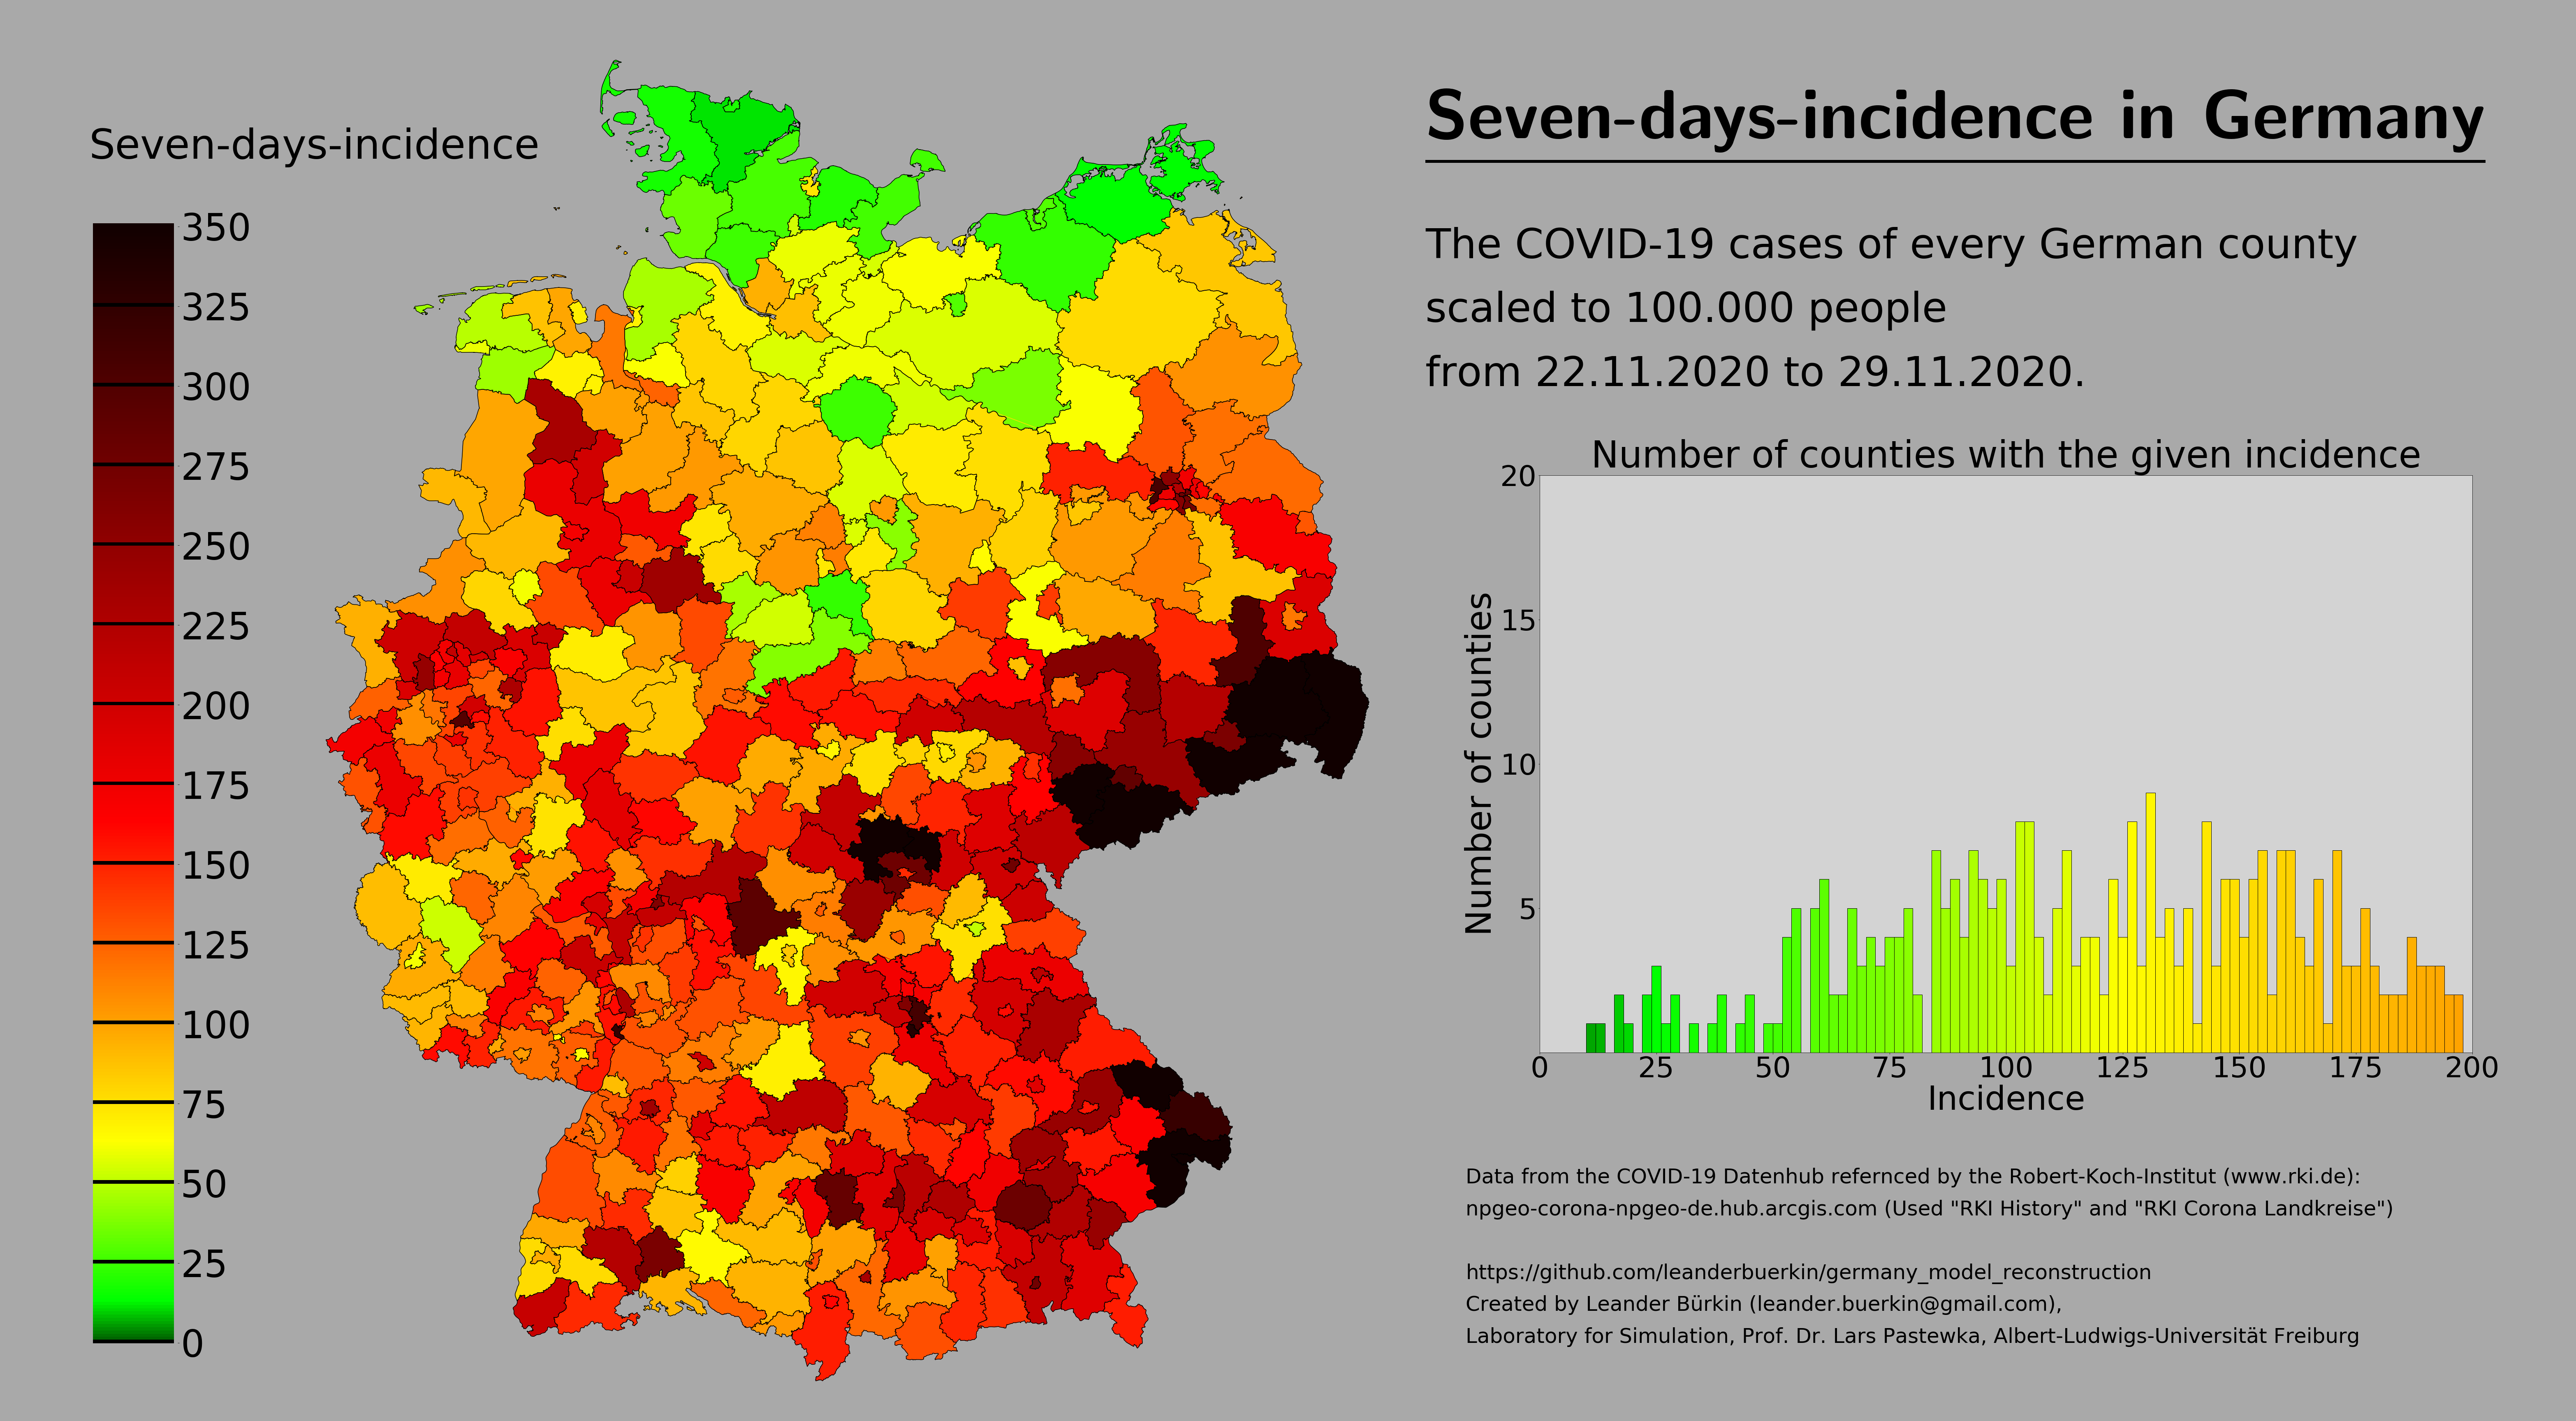 Seven-days-incidence in Germany
Seven-days-incidence
350
325
300
275
250
225
200
175
150
125
100
75
50
25
0
The COVID-19 cases of every German county
scaled to 100.000 people
from 22.11.2020 to 29.11.2020.
Number of counties with the given incidence
Number of counties
20
15
10
5
0 25 50 75 100 125 150 175 200
Incidence
Data from the COVID-19 Datenhub refernced by the Robert-Koch-Institut (www.rki.de):
npgeo-corona-npgeo-de.hub.arcgis.com (Used "RKI History" and "RKI Corona Landkreise")
https://github.com/leanderbuerkin/germany_model_reconstruction
Created by Leander Bürkin (leander.buerkin@gmail.com),
Laboratory for Simulation, Prof. Dr. Lars Pastewka, Albert-Ludwigs-Universität Freiburg